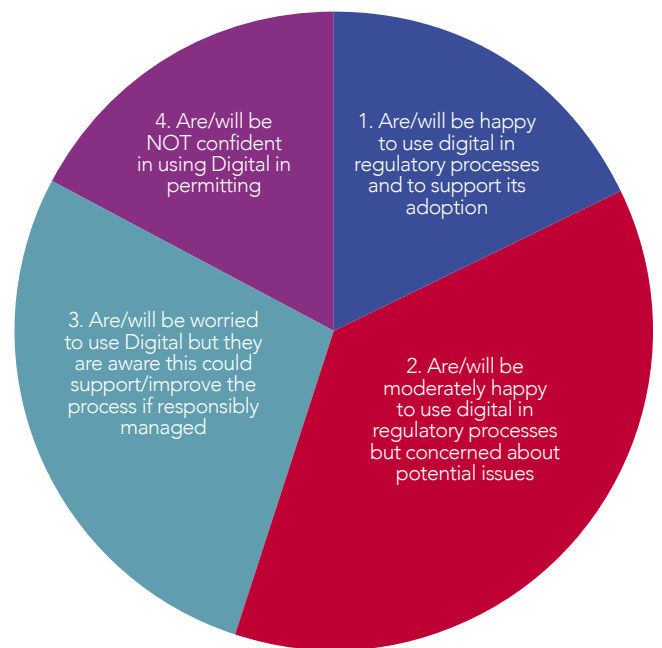 4. Are/will be
NOT confident
in using Digital in
permitting
1. Are/will be happy
to use digital in
regulatory processes
and to support its
adoption
3. Are/will be worried
to use Digital but they
are aware this could
support/improve the
process if responsibly
managed
2. Are/will be
moderately happy
to use digital in
regulatory processes
but concerned about
potential issues